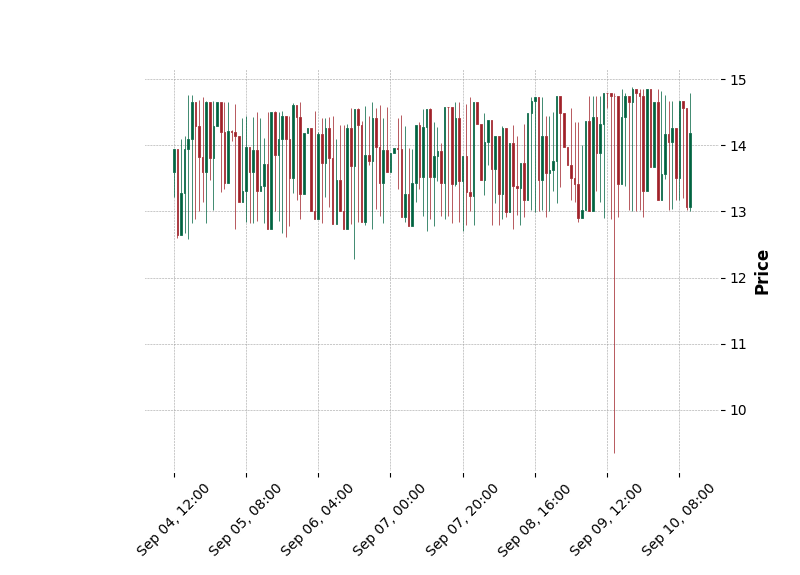 15
14
13
12
11
10
Price
Sep 04, 12:00
Sep 05, 08:00
Sep 06, 04:00
Sep 07, 00:00
Sep 07, 20:00
Sep 08, 16:00
Sep 09, 12:00
Sep 10, 08:00